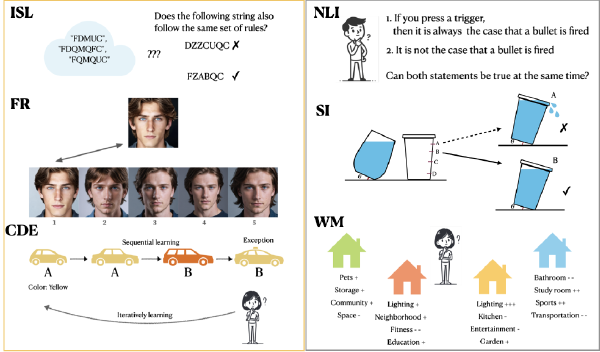 ISL
"FDMUC",
"FDQMQFC",
"FQMQUC"
???
Does the following string also
follow the same set of rules?
DZZCUQC ✗
FZABQC ✓
FR
1 2 3 4 5
CDE
Sequential learning
Exception
A A B B
Color: Yellow
Iteratively learning
?
NLI
?
1. If you press a trigger,
then it is always the case that a bullet is fired
2. It is not the case that a bullet is fired
Can both statements be true at the same time?
SI
A
B
C
D
θ
θ
A
✗
θ
B
✓
WM
?
Pets +
Storage +
Community +
Space -
Lighting +
Neighborhood +
Fitness --
Education +
Lighting +++
Kitchen -
Entertainment -
Garden +
Bathroom --
Study room ++
Sports ++
Transportation --